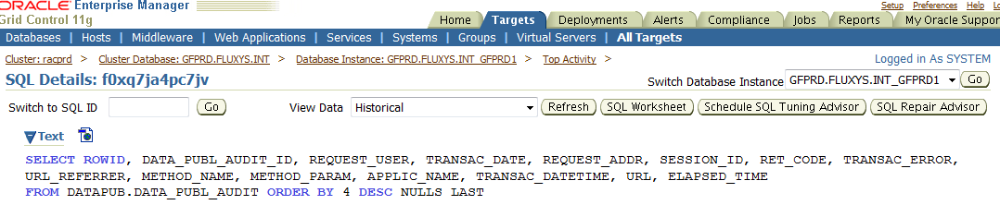 ORACLE Enterprise Manager
Grid Control 11g
Setup Preferences Help
Home Targets Deployments Alerts Compliance Jobs Reports My Oracle Suppor
Databases | Hosts | Middleware | Web Applications | Services | Systems | Groups | Virtual Servers | All Targets
Cluster: racprd > Cluster Database: GFPRD.FLUXYS.INT > Database Instance: GFPRD.FLUXYS.INT_GFPRD1 > Top Activity > Logged in As SYSTEM
SQL Details: f0xq7ja4pc7jv
Switch Database Instance GFPRD.FLUXYS.INT_GFPRD1 Go
Switch to SQL ID Go View Data Historical Refresh SQL Worksheet Schedule SQL Tuning Advisor SQL Repair Advisor
Text
SELECT ROWID, DATA_PUBL_AUDIT_ID, REQUEST_USER, TRANSAC_DATE, REQUEST_ADDR, SESSION_ID, RET_CODE, TRANSAC_ERROR,
URL_REFERRER, METHOD_NAME, METHOD_PARAM, APPLIC_NAME, TRANSAC_DATETIME, URL, ELAPSED_TIME
FROM DATAPUB.DATA_PUBL_AUDIT ORDER BY 4 DESC NULLS LAST